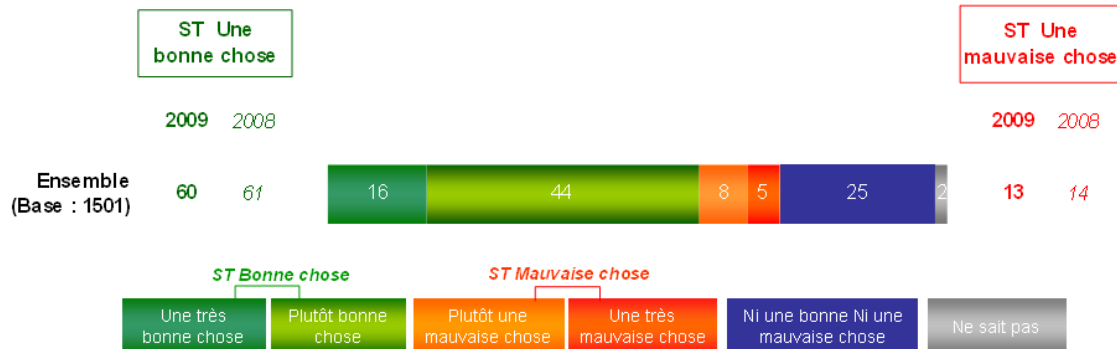 ST Une
bonne chose
ST Une
mauvaise chose
2009 2008
2009 2008
Ensemble
(Base : 1501)
60 61
16 44 8 5 25 2
13 14
ST Bonne chose
ST Mauvaise chose
Une très
bonne chose
Plutôt bonne
chose
Plutôt une
mauvaise chose
Une très
mauvaise chose
Ni une bonne Ni une
mauvaise chose
Ne sait pas